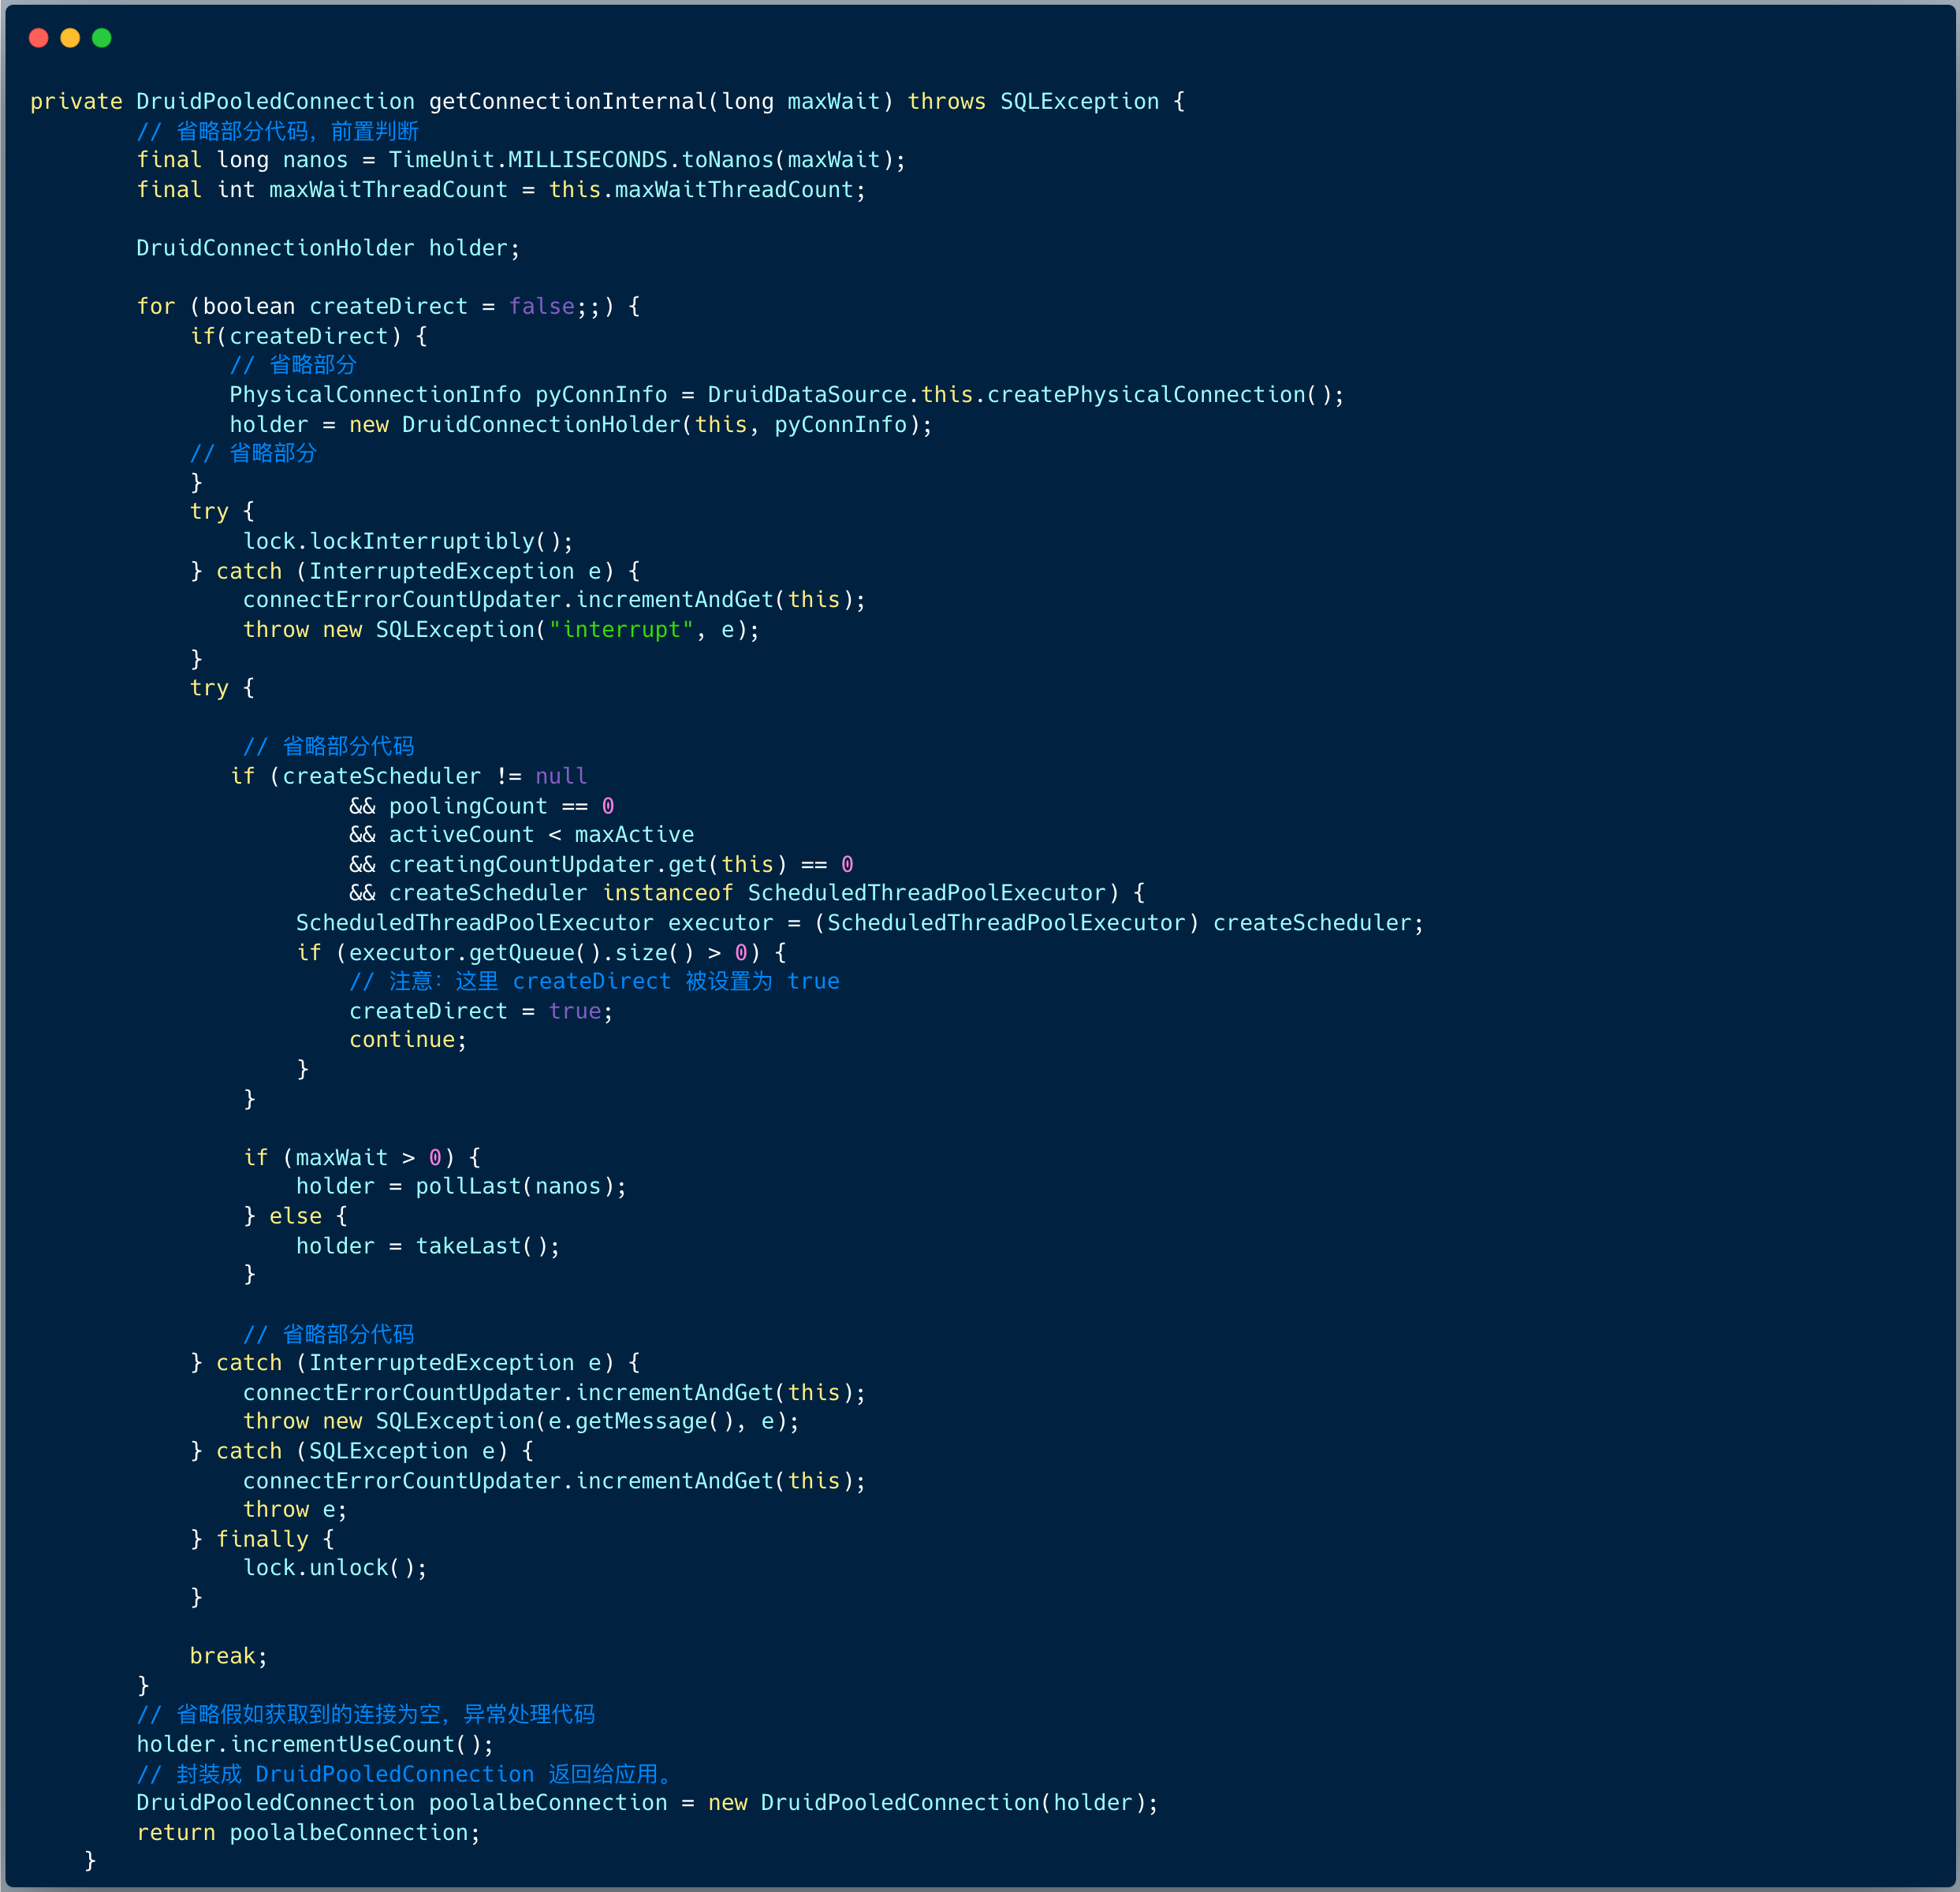 private DruidPooledConnection getConnectionInternal(long maxWait) throws SQLException {
// 省略部分代码，前置判断
final long nanos = TimeUnit.MILLISECONDS.toNanos(maxWait);
final int maxWaitThreadCount = this.maxWaitThreadCount;
DruidConnectionHolder holder;
for (boolean createDirect = false;;) {
if(createDirect) {
// 省略部分
PhysicalConnectionInfo pyConnInfo = DruidDataSource.this.createPhysicalConnection();
holder = new DruidConnectionHolder(this, pyConnInfo);
// 省略部分
}
try {
lock.lockInterruptibly();
} catch (InterruptedException e) {
connectErrorCountUpdater.incrementAndGet(this);
throw new SQLException("interrupt", e);
}
try {
// 省略部分代码
if (createScheduler != null
&& poolingCount == 0
&& activeCount < maxActive
&& creatingCountUpdater.get(this) == 0
&& createScheduler instanceof ScheduledThreadPoolExecutor) {
ScheduledThreadPoolExecutor executor = (ScheduledThreadPoolExecutor) createScheduler;
if (executor.getQueue().size() > 0) {
// 注意：这里 createDirect 被设置为 true
createDirect = true;
continue;
}
}
if (maxWait > 0) {
holder = pollLast(nanos);
} else {
holder = takeLast();
}
// 省略部分代码
} catch (InterruptedException e) {
connectErrorCountUpdater.incrementAndGet(this);
throw new SQLException(e.getMessage(), e);
} catch (SQLException e) {
connectErrorCountUpdater.incrementAndGet(this);
throw e;
} finally {
lock.unlock();
}
break;
}
// 省略假如获取到的连接为空，异常处理代码
holder.incrementUseCount();
// 封装成 DruidPooledConnection 返回给应用。
DruidPooledConnection poolalbeConnection = new DruidPooledConnection(holder);
return poolalbeConnection;
}